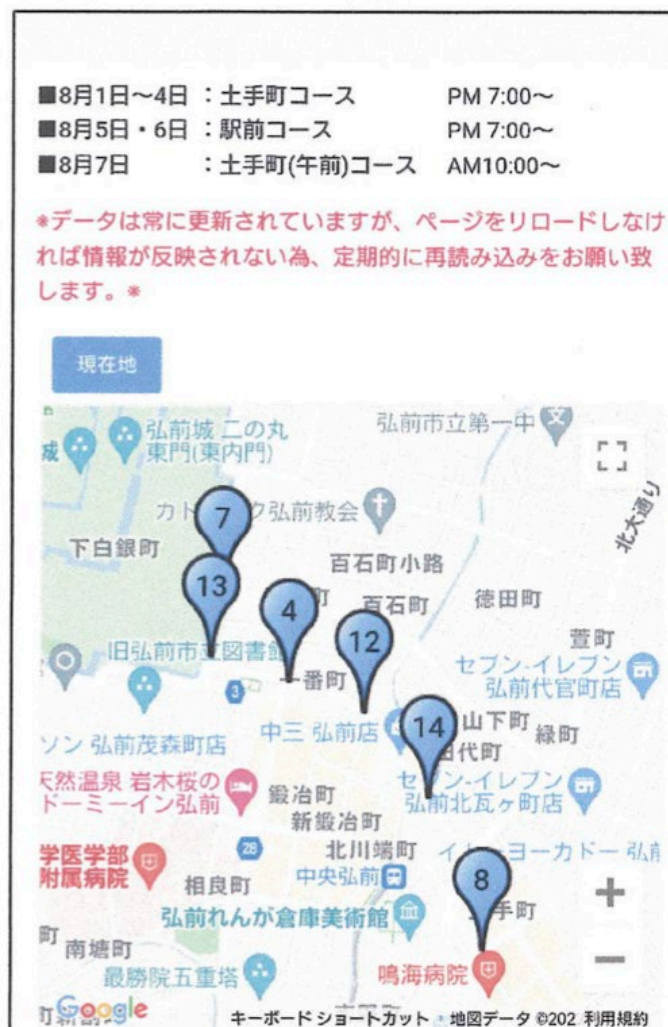 ■8月1日～4日 ：土手町コース PM 7:00～
■8月5日・6日 ：駅前コース PM 7:00～
■8月7日 ：土手町(午前)コース AM10:00～
*データは常に更新されていますが、ページをリロードしなけ
れば情報が反映されない為、定期的に再読み込みをお願い致
します。*
現在地
弘前城 二の丸
東門(東内門)
弘前市立第一中
城
カト ク弘前教会
7
下白銀町
北大通り
百石町小路
13
4
町
百石町
徳田町
12
萱町
旧弘前市立図書館
一番町
セブン-イレブン
弘前代官町店
3
14
山下町
緑町
中三 弘前店
田代町
ソン 弘前茂森町店
天然温泉 岩木桜の
ドーミーイン弘前
鍛冶町
セブン-イレブン
弘前北瓦ヶ町店
新鍛冶町
28
北川端町
イト ーヨーカドー 弘前
学医学部
附属病院
相良町
中央弘前
8
手町
弘前れんが倉庫美術館
町
南塘町
最勝院五重塔
鳴海病院
Google
キーボード ショートカット
地図データ ©202
利用規約